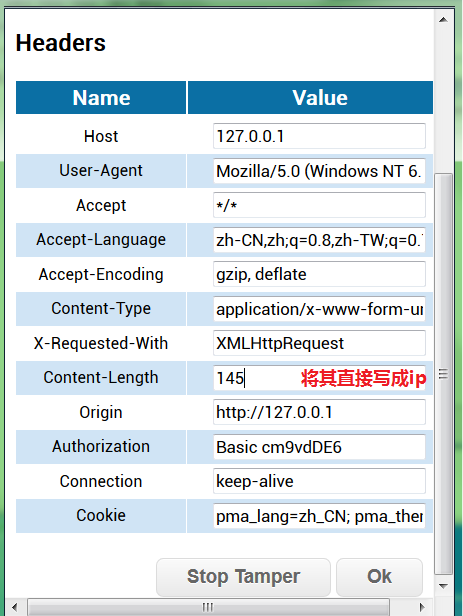 Headers
Name Value
Host 127.0.0.1
User-Agent Mozilla/5.0 (Windows NT 6.
Accept */*
Accept-Language zh-CN,zh;q=0.8,zh-TW;q=0.
Accept-Encoding gzip, deflate
Content-Type application/x-www-form-ur
X-Requested-With XMLHttpRequest
Content-Length 145 将其直接写成ip
Origin http://127.0.0.1
Authorization Basic cm9vdDE6
Connection keep-alive
Cookie pma_lang=zh_CN; pma_ther
Stop Tamper Ok